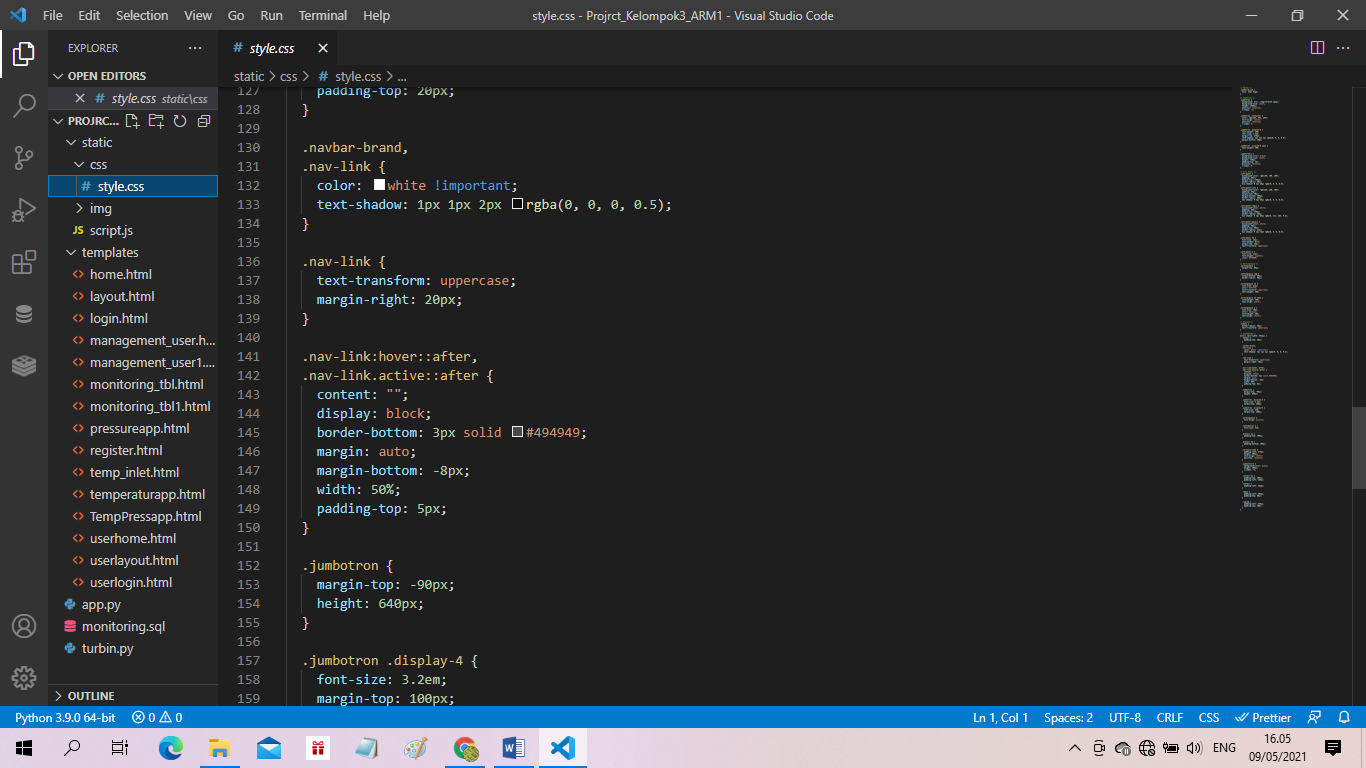 File Edit Selection View Go Run Terminal Help style.css - Projrct_Kelompok3_ARM1 - Visual Studio Code
EXPLORER
OPEN EDITORS
style.css static\css
PROJRC...
static
css
style.css
img
script.js
templates
home.html
layout.html
login.html
management_user.h...
management_user1....
monitoring_tbl.html
monitoring_tbl1.html
pressureapp.html
register.html
temp_inlet.html
temperaturapp.html
TempPressapp.html
userhome.html
userlayout.html
userlogin.html
app.py
monitoring.sql
turbin.py
OUTLINE
# style.css
static > css > # style.css > ...
127 padding-top: 20px;
128 }
129
130 .navbar-brand,
131 .nav-link {
132 color: white !important;
133 text-shadow: 1px 1px 2px rgba(0, 0, 0, 0.5);
134 }
135
136 .nav-link {
137 text-transform: uppercase;
138 margin-right: 20px;
139 }
140
141 .nav-link:hover::after,
142 .nav-link.active::after {
143 content: "";
144 display: block;
145 border-bottom: 3px solid #494949;
146 margin: auto;
147 margin-bottom: -8px;
148 width: 50%;
149 padding-top: 5px;
150 }
151
152 .jumbotron {
153 margin-top: -90px;
154 height: 640px;
155 }
156
157 .jumbotron .display-4 {
158 font-size: 3.2em;
159 margin-top: 100px;
Python 3.9.0 64-bit 0 0 Ln 1, Col 1 Spaces: 2 UTF-8 CRLF CSS Prettier
ENG 16.05
09/05/2021